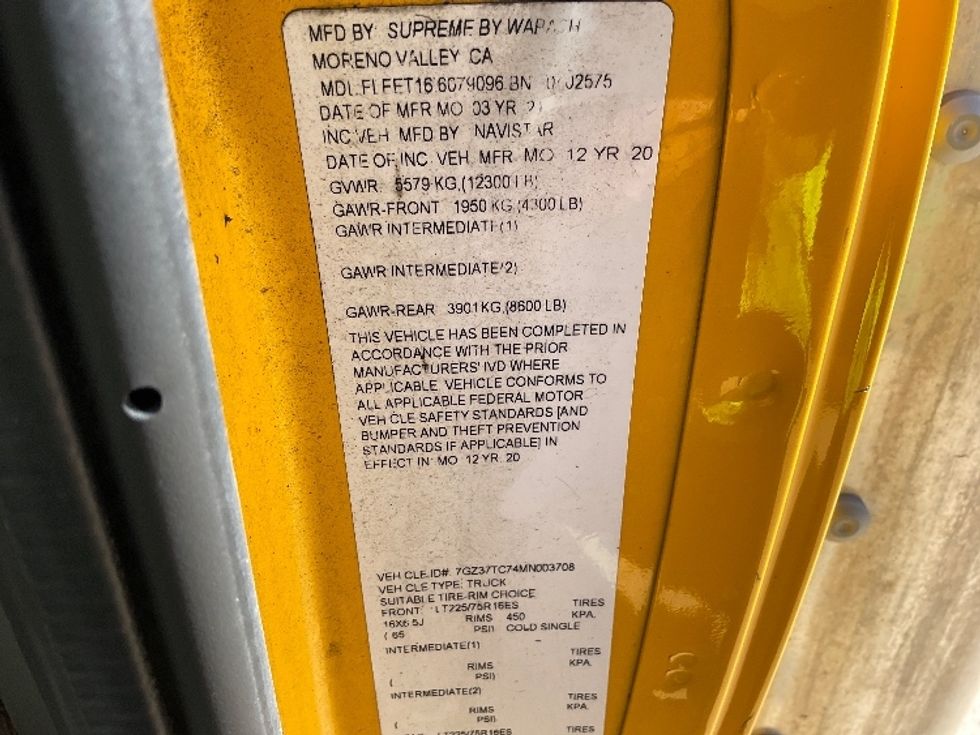 MFD BY: SUPREME BY WABASH
MORENO VALLEY, CA
MDL:FLEET16 6079096 BN 0102575
DATE OF MFR MO 03 YR 21
INC VEH. MFD BY NAVISTAR
DATE OF INC. VEH. MFR. MO. 12 YR. 20
GVWR 5579 KG,(12300 LB)
GAWR-FRONT 1950 KG,(4300 LB)
GAWR INTERMEDIATE(1)
GAWR INTERMEDIATE(2)
GAWR-REAR 3901KG,(8600 LB)
THIS VEHICLE HAS BEEN COMPLETED IN
ACCORDANCE WITH THE PRIOR
MANUFACTURERS' IVD WHERE
APPLICABLE. VEHICLE CONFORMS TO
ALL APPLICABLE FEDERAL MOTOR
VEHICLE SAFETY STANDARDS [AND
BUMPER AND THEFT PREVENTION
STANDARDS IF APPLICABLE] IN
EFFECT IN: MO. 12 YR. 20
VEHICLE.ID#: 7GZ37TC74MN003708
VEHICLE TYPE: TRUCK
SUITABLE TIRE-RIM CHOICE
FRONT: LT225/75R16ES TIRES
16X6.5J RIMS 450 KPA.
( 65 PSI) COLD SINGLE
INTERMEDIATE(1) TIRES
RIMS KPA.
( PSI)
INTERMEDIATE(2) TIRES
RIMS KPA.
( PSI)
LT225/75R16ES TIRES